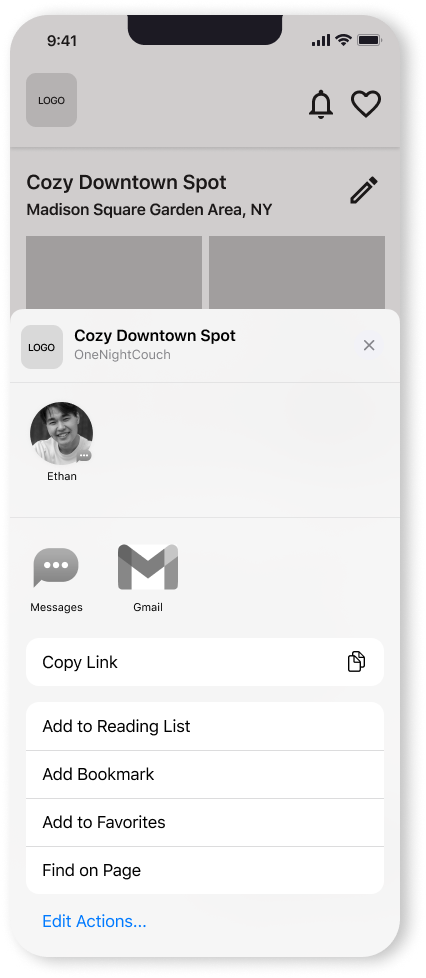 9:41
LOGO
Cozy Downtown Spot
Madison Square Garden Area, NY
LOGO
Cozy Downtown Spot
OneNightCouch
Ethan
Messages
Gmail
Copy Link
Add to Reading List
Add Bookmark
Add to Favorites
Find on Page
Edit Actions...